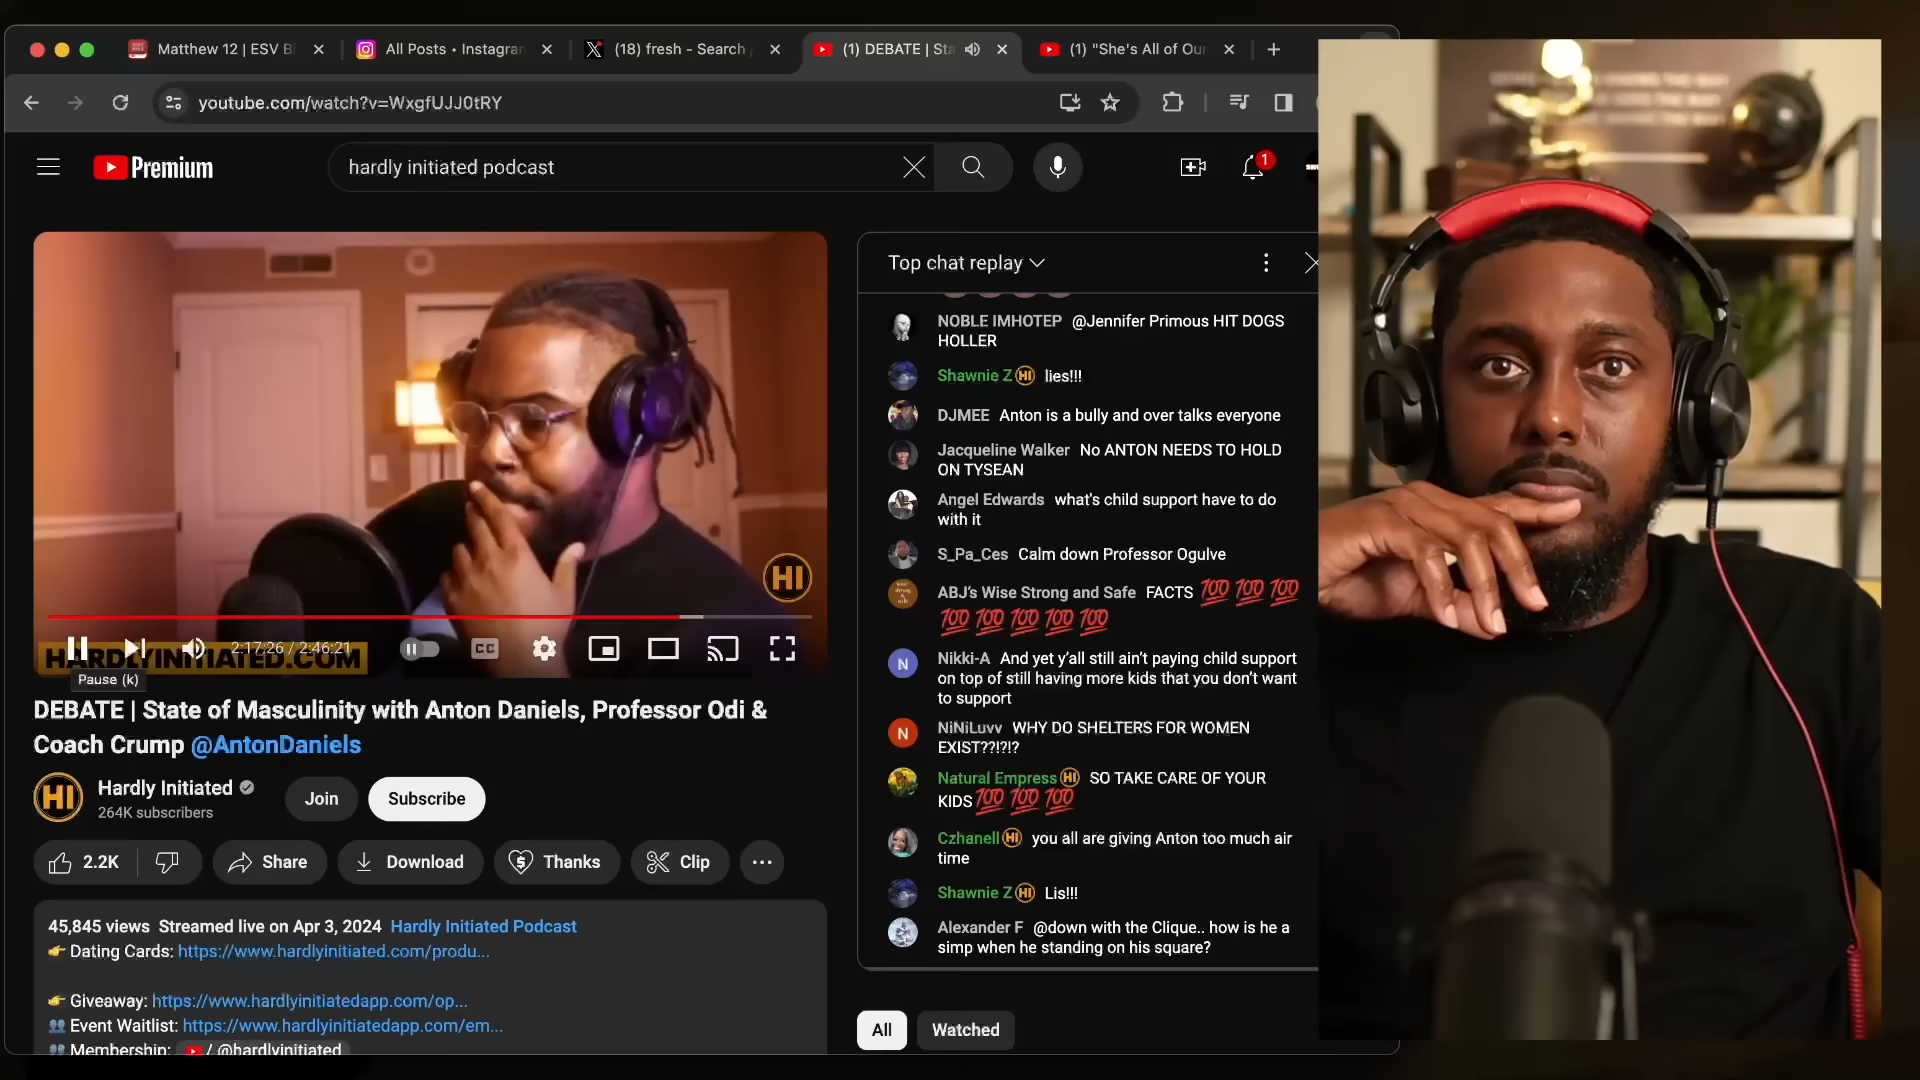 Matthew 12 | ESV B
All Posts • Instagram
(18) fresh - Search /
(1) DEBATE | Sta
(1) "She's All of Our
youtube.com/watch?v=WxgfUJJ0tRY
Premium
hardly initiated podcast
1
HI
HARDLYINITIATED.COM
2:17:26 / 2:46:21
CC
Pause (k)
DEBATE | State of Masculinity with Anton Daniels, Professor Odi &
Coach Crump @AntonDaniels
HI
Hardly Initiated
264K subscribers
Join
Subscribe
2.2K
Share
Download
Thanks
Clip
45,845 views Streamed live on Apr 3, 2024 Hardly Initiated Podcast
👉 Dating Cards: https://www.hardlyinitiated.com/produ...
👉 Giveaway: https://www.hardlyinitiatedapp.com/op...
👥 Event Waitlist: https://www.hardlyinitiatedapp.com/em...
👥 Membership: / @hardlyinitiated
Top chat replay
NOBLE IMHOTEP @Jennifer Primous HIT DOGS
HOLLER
Shawnie Z HI lies!!!
DJMEE Anton is a bully and over talks everyone
Jacqueline Walker No ANTON NEEDS TO HOLD
ON TYSEAN
Angel Edwards what's child support have to do
with it
S_Pa_Ces Calm down Professor Ogulve
ABJ's Wise Strong and Safe FACTS 💯💯💯
💯💯💯💯💯
N
Nikki-A And yet y'all still ain't paying child support
on top of still having more kids that you don't want
to support
N
NiNiLuvv WHY DO SHELTERS FOR WOMEN
EXIST??!?!?
Natural Empress HI SO TAKE CARE OF YOUR
KIDS 💯💯💯
Czhanell HI you all are giving Anton too much air
time
Shawnie Z HI Lis!!!
Alexander F @down with the Clique.. how is he a
simp when he standing on his square?
All
Watched